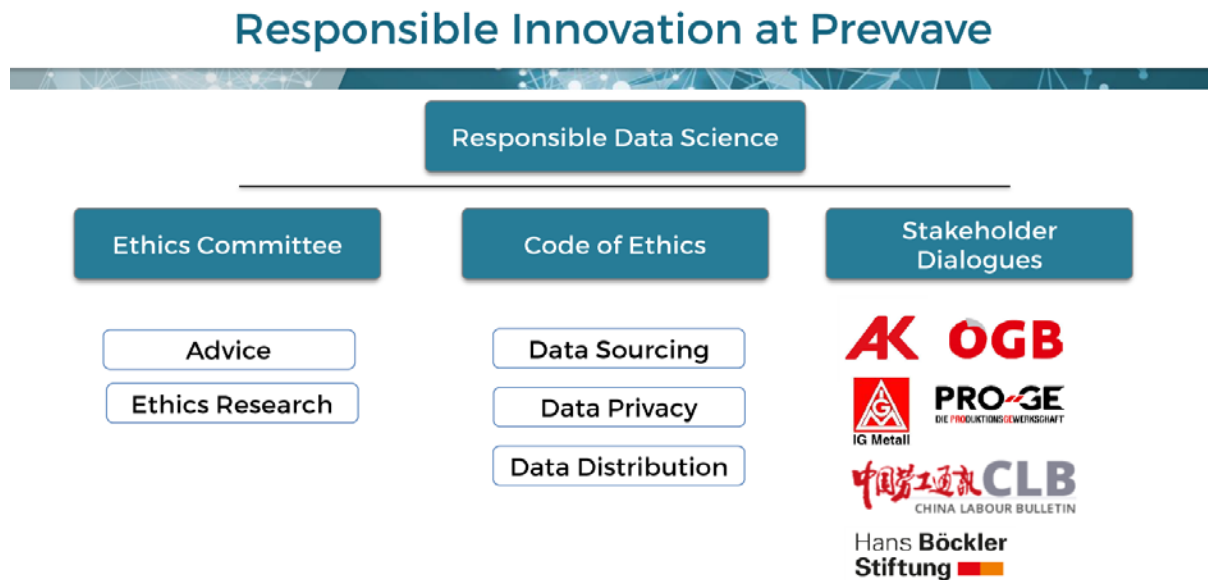 Responsible Innovation at Prewave
Responsible Data Science
Ethics Committee
Advice
Ethics Research
Code of Ethics
Data Sourcing
Data Privacy
Data Distribution
Stakeholder
Dialogues
AK
ÖGB
IG Metall
PRO-GE
DIE PRODUKTIONSGEWERKSCHAFT
中国劳工通訊 CLB
CHINA LABOUR BULLETIN
Hans Böckler
Stiftung